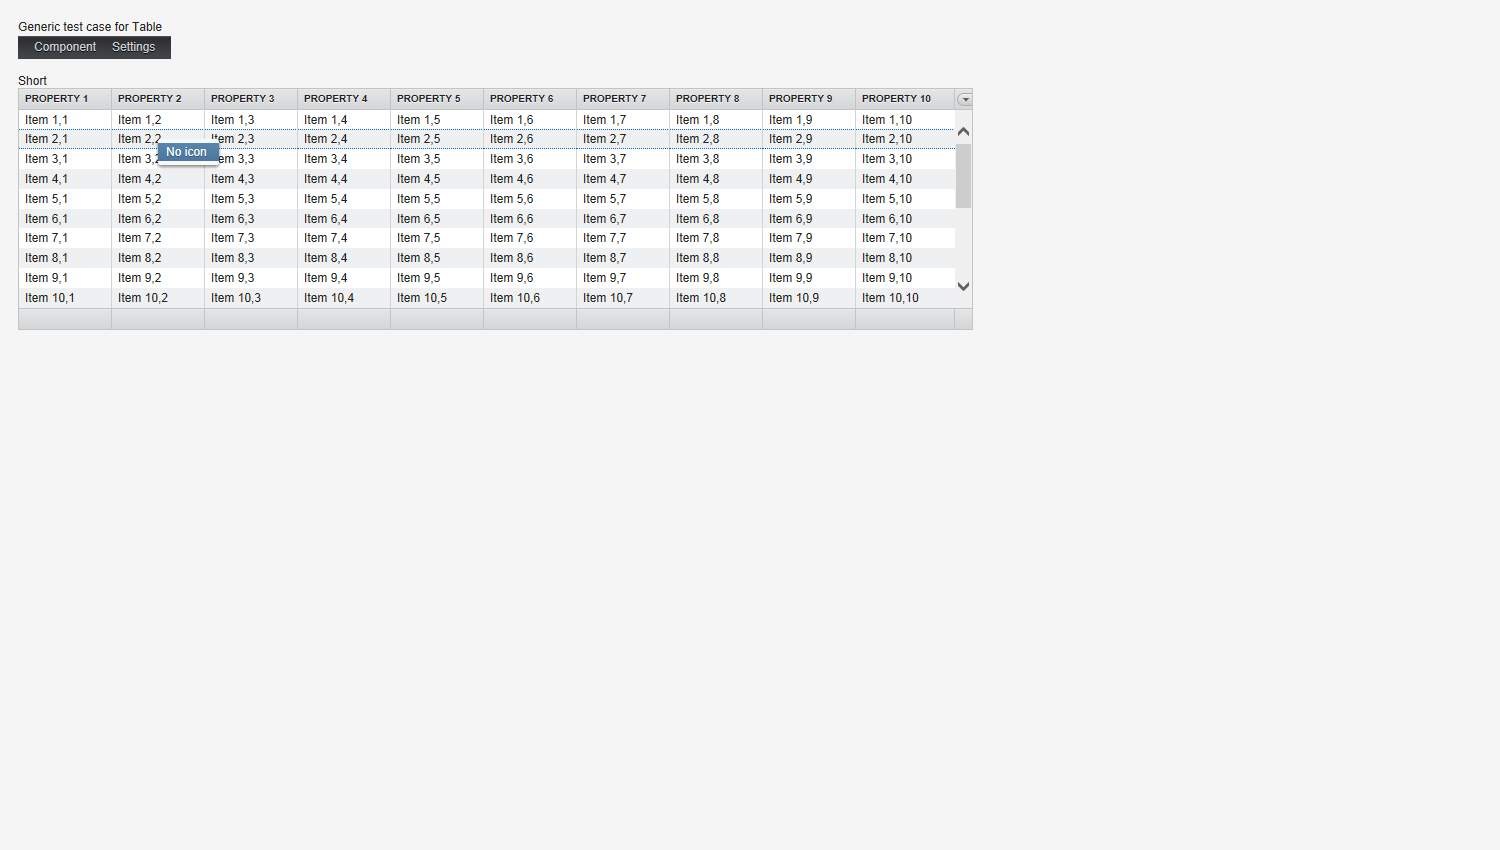 Generic test case for Table
Component Settings
Short
PROPERTY 1 PROPERTY 2 PROPERTY 3 PROPERTY 4 PROPERTY 5 PROPERTY 6 PROPERTY 7 PROPERTY 8 PROPERTY 9 PROPERTY 10
Item 1,1 Item 1,2 Item 1,3 Item 1,4 Item 1,5 Item 1,6 Item 1,7 Item 1,8 Item 1,9 Item 1,10
Item 2,1 Item 2,2 Item 2,3 Item 2,4 Item 2,5 Item 2,6 Item 2,7 Item 2,8 Item 2,9 Item 2,10
No icon
Item 3,1 Item 3,2 Item 3,3 Item 3,4 Item 3,5 Item 3,6 Item 3,7 Item 3,8 Item 3,9 Item 3,10
Item 4,1 Item 4,2 Item 4,3 Item 4,4 Item 4,5 Item 4,6 Item 4,7 Item 4,8 Item 4,9 Item 4,10
Item 5,1 Item 5,2 Item 5,3 Item 5,4 Item 5,5 Item 5,6 Item 5,7 Item 5,8 Item 5,9 Item 5,10
Item 6,1 Item 6,2 Item 6,3 Item 6,4 Item 6,5 Item 6,6 Item 6,7 Item 6,8 Item 6,9 Item 6,10
Item 7,1 Item 7,2 Item 7,3 Item 7,4 Item 7,5 Item 7,6 Item 7,7 Item 7,8 Item 7,9 Item 7,10
Item 8,1 Item 8,2 Item 8,3 Item 8,4 Item 8,5 Item 8,6 Item 8,7 Item 8,8 Item 8,9 Item 8,10
Item 9,1 Item 9,2 Item 9,3 Item 9,4 Item 9,5 Item 9,6 Item 9,7 Item 9,8 Item 9,9 Item 9,10
Item 10,1 Item 10,2 Item 10,3 Item 10,4 Item 10,5 Item 10,6 Item 10,7 Item 10,8 Item 10,9 Item 10,10